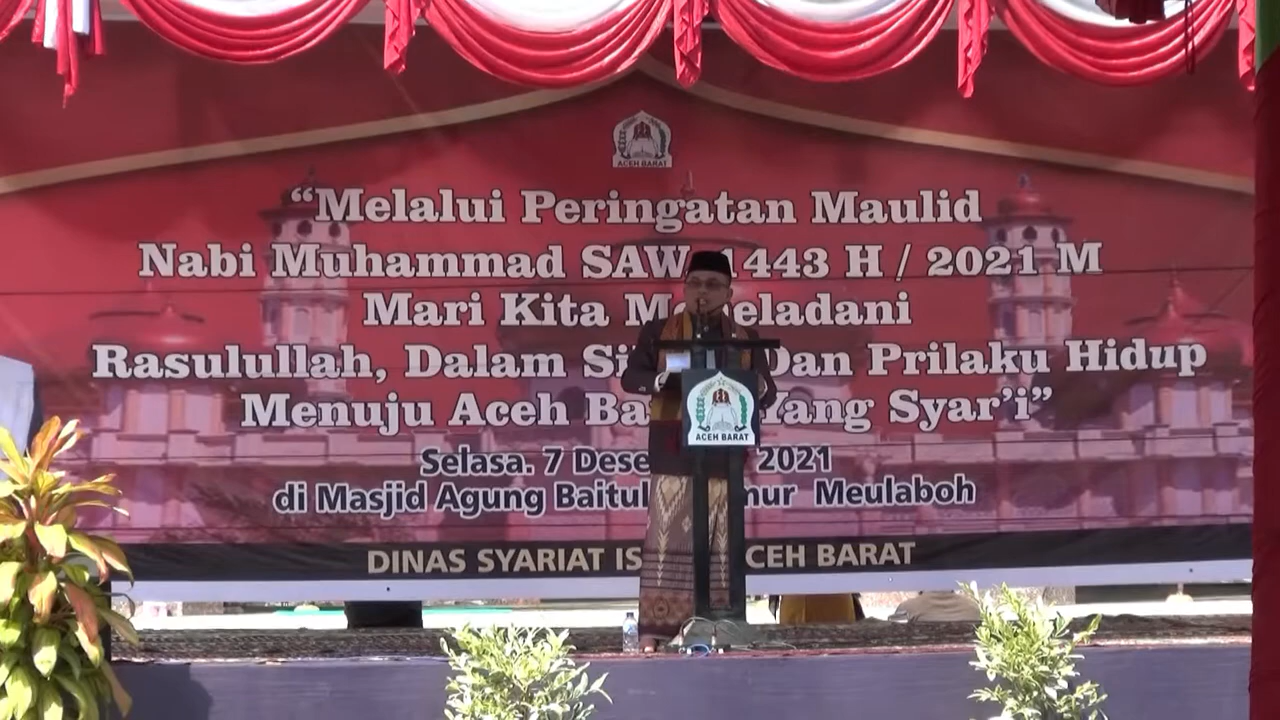 ACEH BARAT
“Melalui Peringatan Maulid
Nabi Muhammad SAW 1443 H / 2021 M
Mari Kita
Rasulullah, Dalam Dan Prilaku Hidup
Menuju Aceh Yang Syar’i”
Selasa. 7 2021
di Masjid Agung Meulaboh
DINAS SYARIAT ACEH BARAT
ACEH BARAT